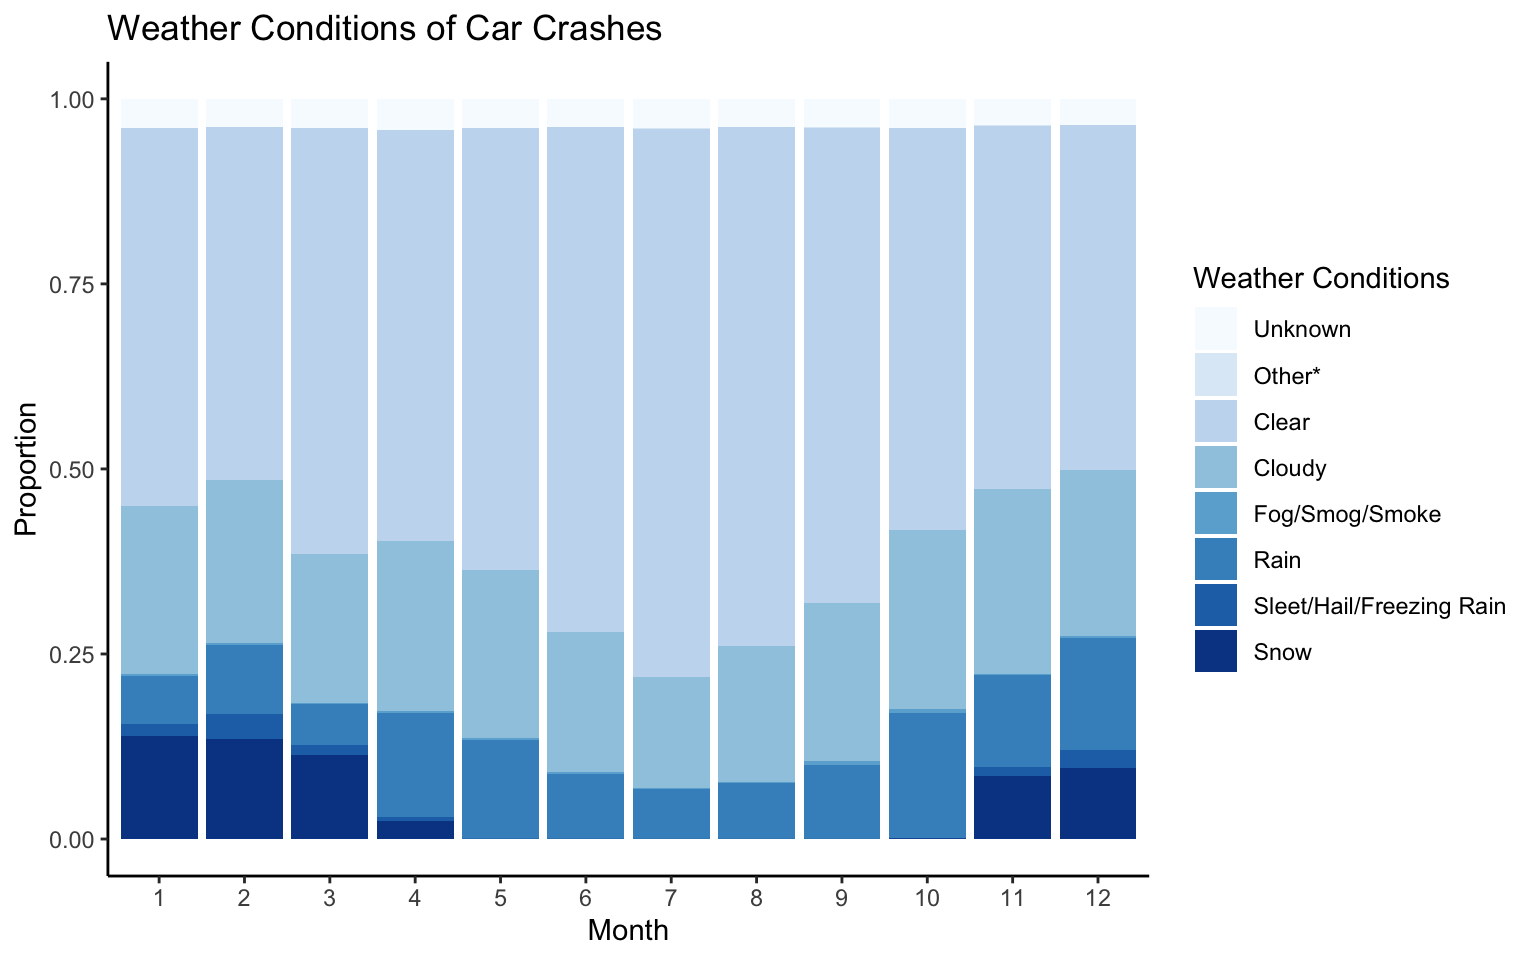 Weather Conditions of Car Crashes
1.00
0.75
0.50
0.25
0.00
Proportion
1 2 3 4 5 6 7 8 9 10 11 12
Month
Weather Conditions
Unknown
Other*
Clear
Cloudy
Fog/Smog/Smoke
Rain
Sleet/Hail/Freezing Rain
Snow